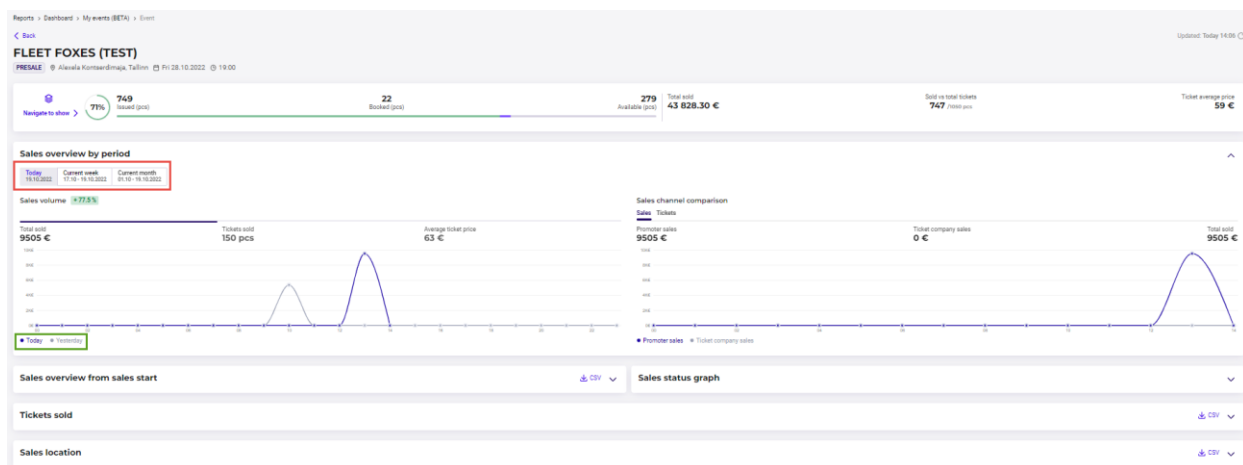 Reports > Dashboard > My events (BETA) > Event
Back
Updated: Today 14:06
FLEET FOXES (TEST)
PRESALE Alexela Kontserdimaja, Tallinn Fri 28.10.2022 19:00
Navigate to show >
71%
749
Issued (pcs)
22
Booked (pcs)
279
Available (pcs)
Total sold
43 828.30 €
Sold vs total tickets
747 /1050 pcs
Ticket average price
59 €
Sales overview by period
Today
19.10.2022
Current week
17.10 - 19.10.2022
Current month
01.10 - 19.10.2022
Sales volume +77.5 %
Total sold
9505 €
Tickets sold
150 pcs
Average ticket price
63 €
Today Yesterday
Sales channel comparison
Sales Tickets
Promoter sales
9505 €
Ticket company sales
0 €
Total sold
9505 €
Promoter sales Ticket company sales
Sales overview from sales start CSV
Sales status graph
Tickets sold CSV
Sales location CSV